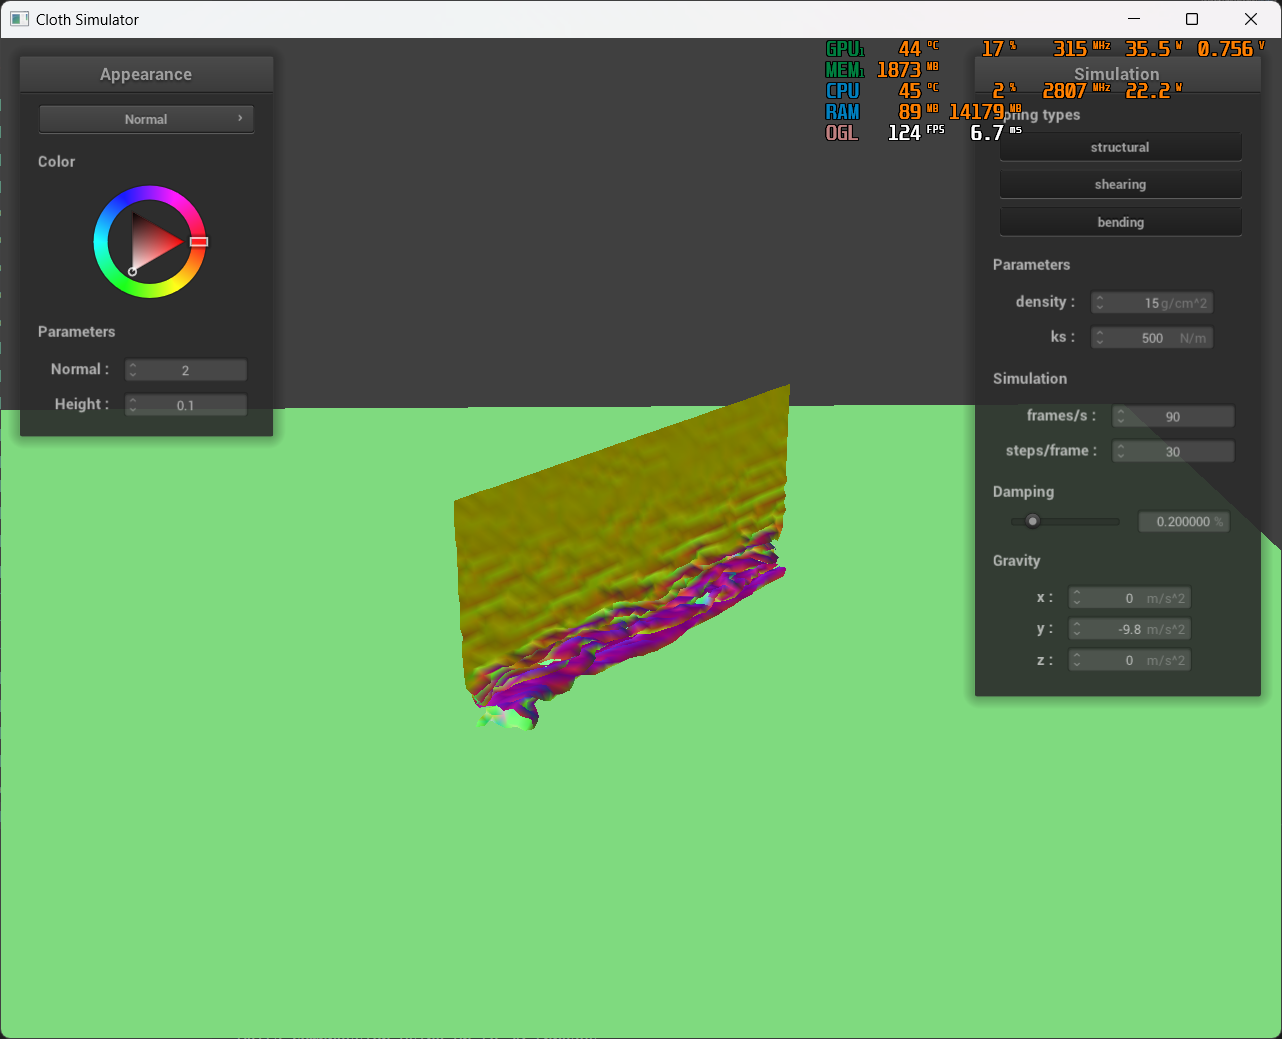 Cloth Simulator
GPU1 44 °C 17 % 315 MHz 35.5 W 0.756 V
MEM1 1873 MB
CPU 45 °C 2 % 2807 MHz 22.2 W
RAM 89 MB 14179 MB
OGL 124 FPS 6.7 ms
Appearance
Normal
Color
Parameters
Normal : 2
Height : 0.1
Simulation
pring types
structural
shearing
bending
Parameters
density : 15 g/cm^2
ks : 500 N/m
Simulation
frames/s : 90
steps/frame : 30
Damping
0.200000 %
Gravity
x : 0 m/s^2
y : -9.8 m/s^2
z : 0 m/s^2